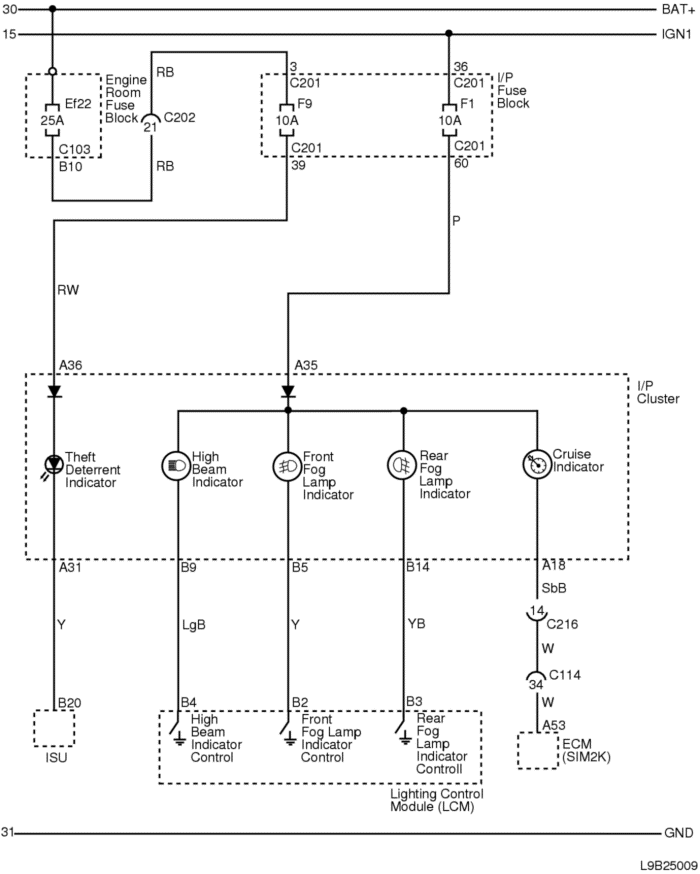 30
BAT+
15
IGN1
Engine
Room
Fuse
Block
Ef22
25A
C103
B10
RB
21
C202
RB
3
C201
F9
10A
C201
39
36
C201
F1
10A
C201
60
I/P
Fuse
Block
P
RW
A36
A35
I/P
Cluster
Theft
Deterrent
Indicator
High
Beam
Indicator
Front
Fog
Lamp
Indicator
Rear
Fog
Lamp
Indicator
Cruise
Indicator
A31
B9
B5
B14
A18
SbB
Y
LgB
Y
YB
14
C216
W
C114
34
W
B20
B4
B2
B3
A53
ISU
High
Beam
Indicator
Control
Front
Fog Lamp
Indicator
Control
Rear
Fog
Lamp
Indicator
Controll
ECM
(SIM2K)
Lighting Control
Module (LCM)
31
GND
L9B25009